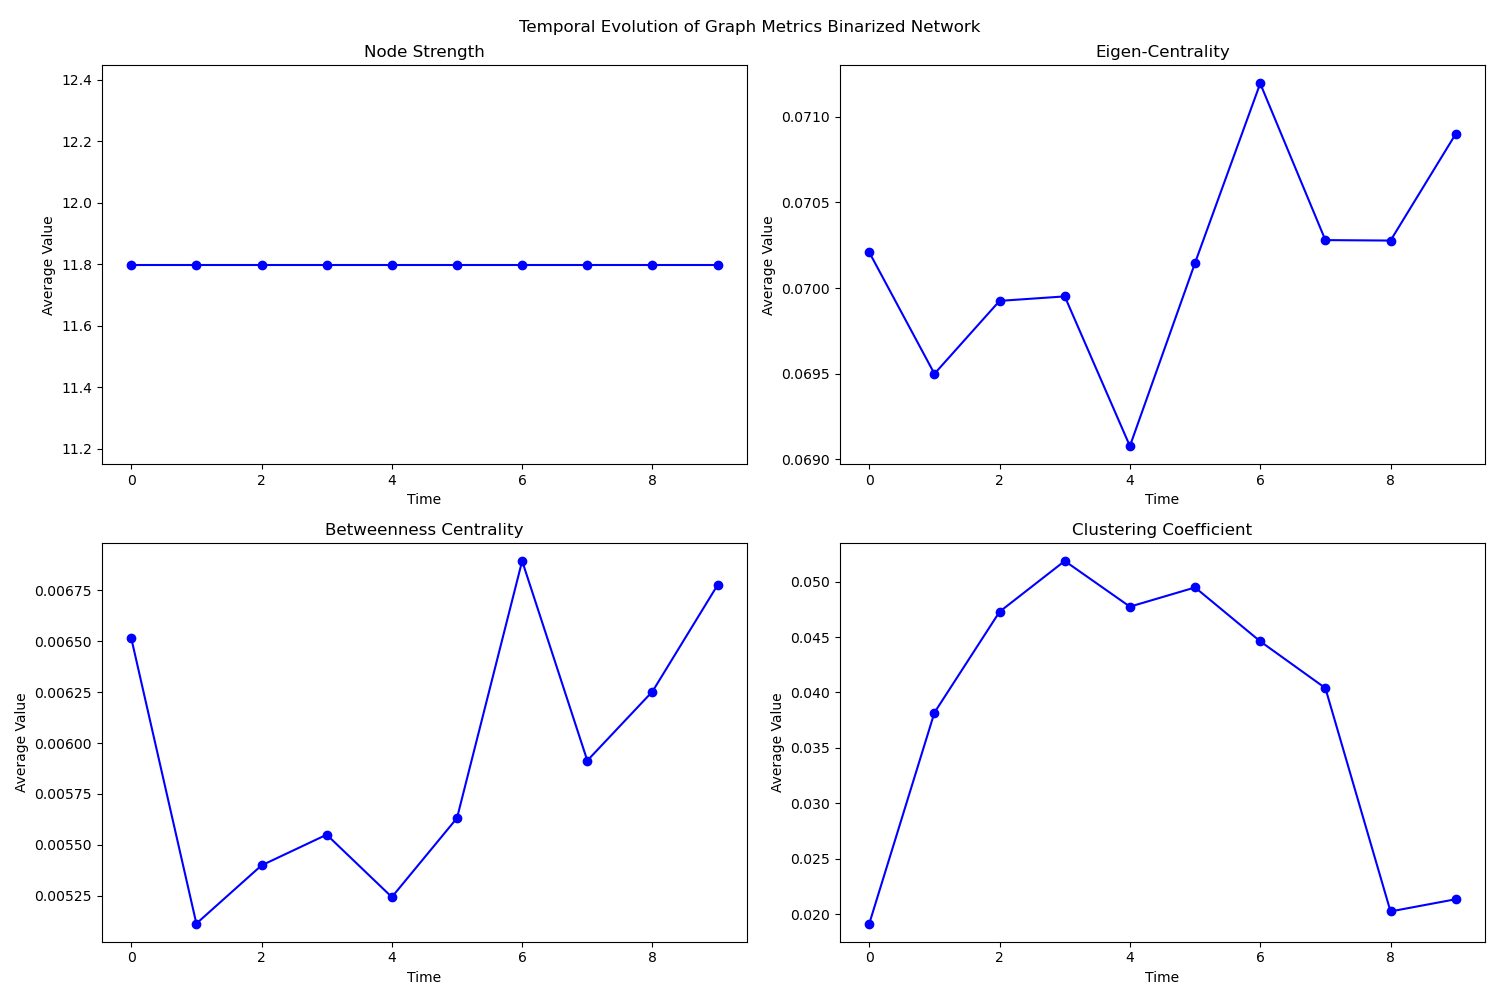 Temporal Evolution of Graph Metrics Binarized Network
Node Strength
12.4
12.2
12.0
11.8
11.6
11.4
11.2
Average Value
0 2 4 6 8
Time
Eigen-Centrality
0.0710
0.0705
0.0700
0.0695
0.0690
Average Value
0 2 4 6 8
Time
Betweenness Centrality
0.00675
0.00650
0.00625
0.00600
0.00575
0.00550
0.00525
Average Value
0 2 4 6 8
Time
Clustering Coefficient
0.050
0.045
0.040
0.035
0.030
0.025
0.020
Average Value
0 2 4 6 8
Time